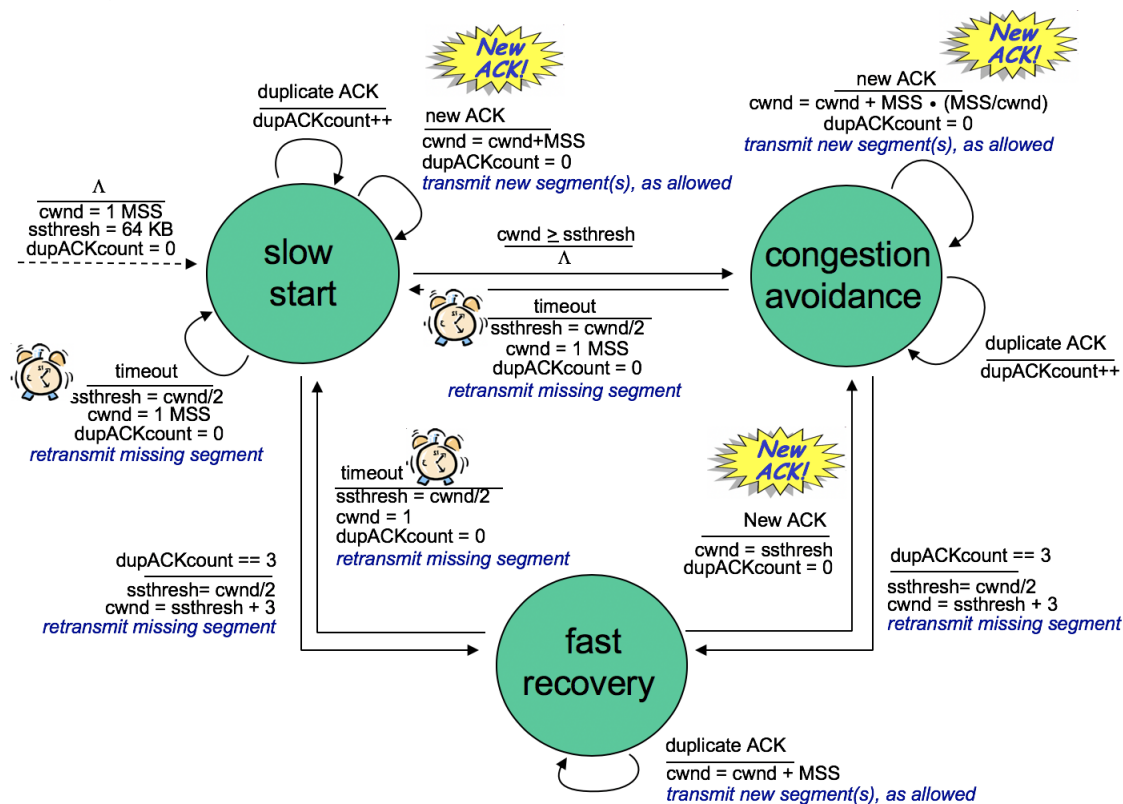 New
ACK!
duplicate ACK
dupACKcount++
new ACK
cwnd = cwnd+MSS
dupACKcount = 0
transmit new segment(s), as allowed
New
ACK!
new ACK
cwnd = cwnd + MSS • (MSS/cwnd)
dupACKcount = 0
transmit new segment(s), as allowed
Λ
cwnd = 1 MSS
ssthresh = 64 KB
dupACKcount = 0
slow
start
cwnd ≥ ssthresh
Λ
congestion
avoidance
timeout
ssthresh = cwnd/2
cwnd = 1 MSS
dupACKcount = 0
retransmit missing segment
timeout
ssthresh = cwnd/2
cwnd = 1 MSS
dupACKcount = 0
retransmit missing segment
duplicate ACK
dupACKcount++
timeout
ssthresh = cwnd/2
cwnd = 1
dupACKcount = 0
retransmit missing segment
New
ACK!
New ACK
cwnd = ssthresh
dupACKcount = 0
dupACKcount == 3
ssthresh= cwnd/2
cwnd = ssthresh + 3
retransmit missing segment
dupACKcount == 3
ssthresh= cwnd/2
cwnd = ssthresh + 3
retransmit missing segment
fast
recovery
duplicate ACK
cwnd = cwnd + MSS
transmit new segment(s), as allowed